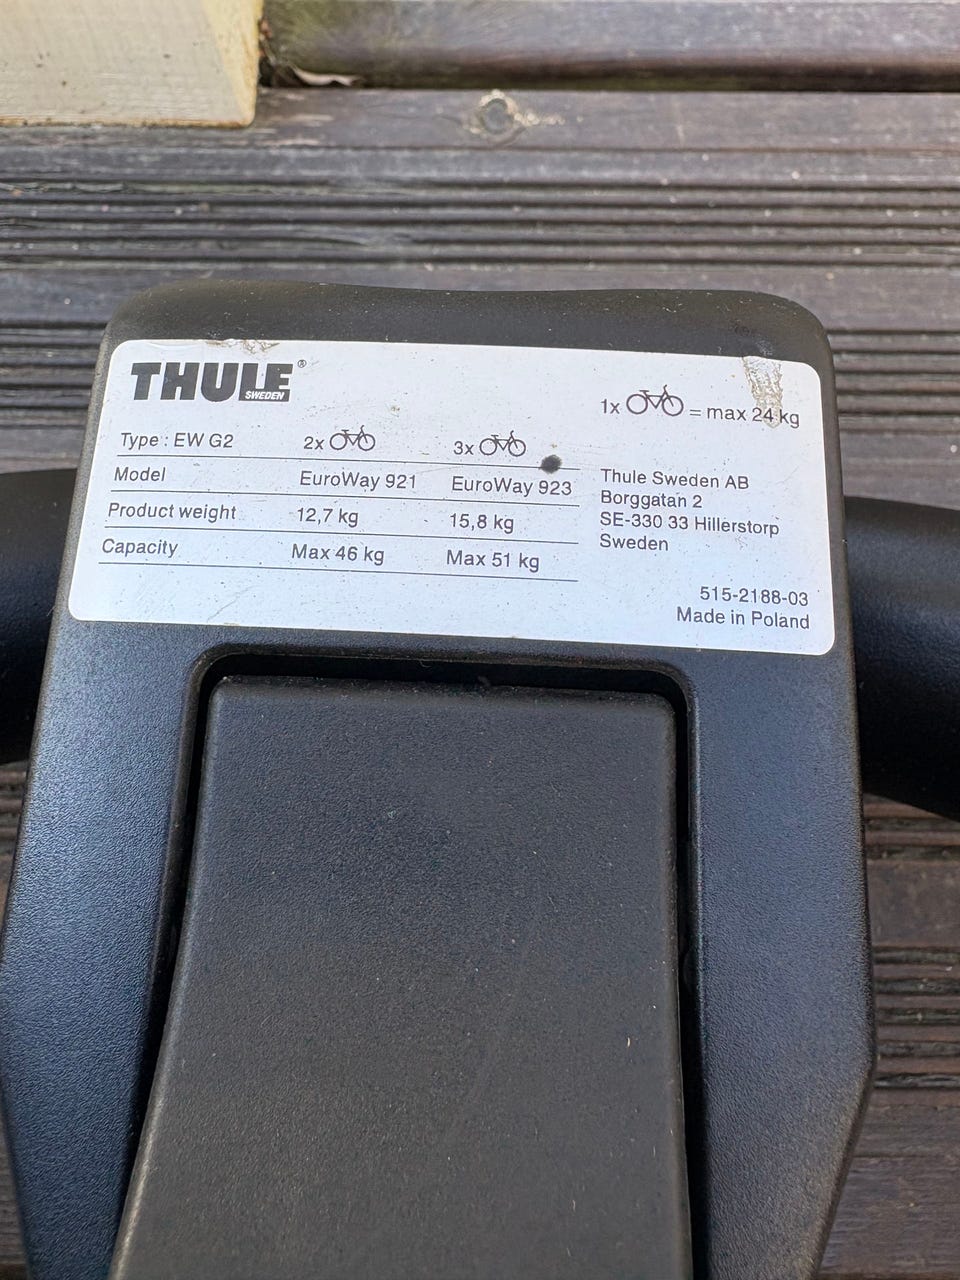 THULE®
SWEDEN
1x = max 24 kg
Type : EW G2 2x 3x
Model EuroWay 921 EuroWay 923
Product weight 12,7 kg 15,8 kg
Capacity Max 46 kg Max 51 kg
Thule Sweden AB
Borggatan 2
SE-330 33 Hillerstorp
Sweden
515-2188-03
Made in Poland